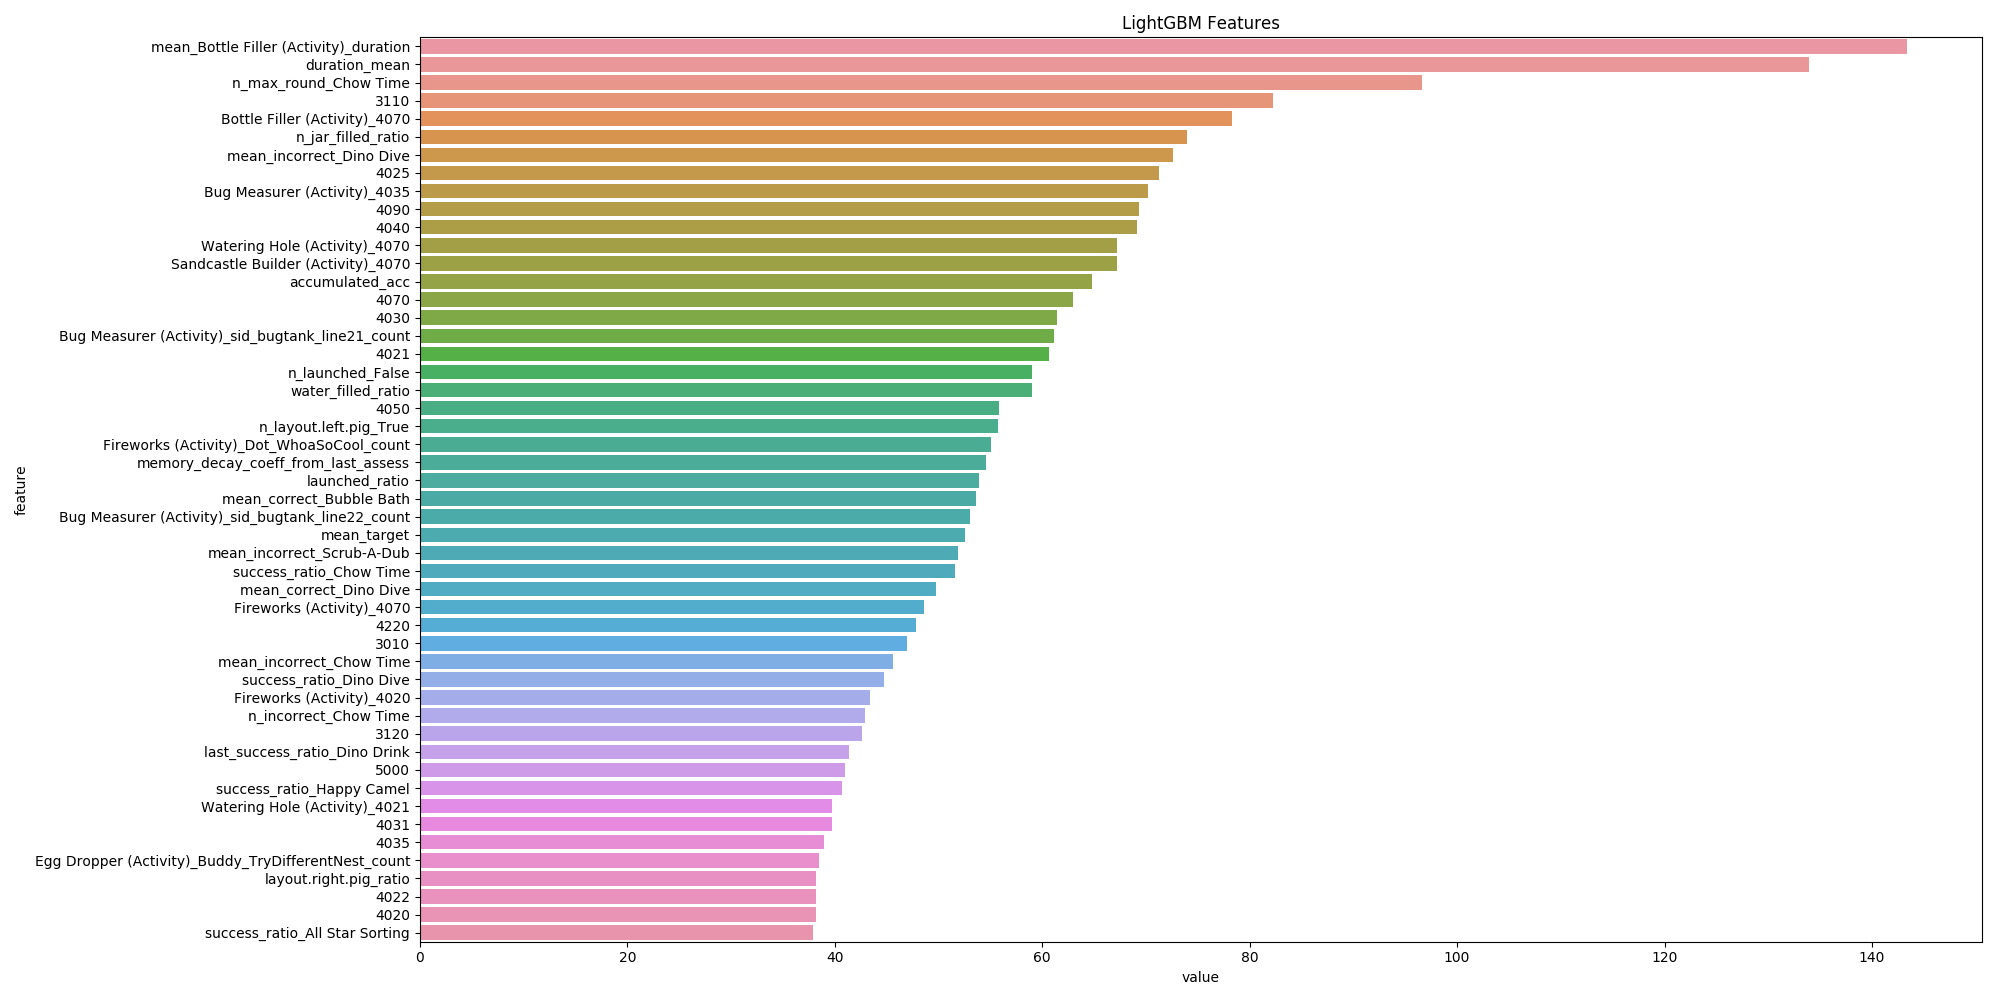 LightGBM Features
mean_Bottle Filler (Activity)_duration
duration_mean
n_max_round_Chow Time
3110
Bottle Filler (Activity)_4070
n_jar_filled_ratio
mean_incorrect_Dino Dive
4025
Bug Measurer (Activity)_4035
4090
4040
Watering Hole (Activity)_4070
Sandcastle Builder (Activity)_4070
accumulated_acc
4070
4030
Bug Measurer (Activity)_sid_bugtank_line21_count
4021
n_launched_False
water_filled_ratio
4050
n_layout.left.pig_True
Fireworks (Activity)_Dot_WhoaSoCool_count
memory_decay_coeff_from_last_assess
launched_ratio
mean_correct_Bubble Bath
Bug Measurer (Activity)_sid_bugtank_line22_count
mean_target
mean_incorrect_Scrub-A-Dub
success_ratio_Chow Time
mean_correct_Dino Dive
Fireworks (Activity)_4070
4220
3010
mean_incorrect_Chow Time
success_ratio_Dino Dive
Fireworks (Activity)_4020
n_incorrect_Chow Time
3120
last_success_ratio_Dino Drink
5000
success_ratio_Happy Camel
Watering Hole (Activity)_4021
4031
4035
Egg Dropper (Activity)_Buddy_TryDifferentNest_count
layout.right.pig_ratio
4022
4020
success_ratio_All Star Sorting
feature
0 20 40 60 80 100 120 140
value